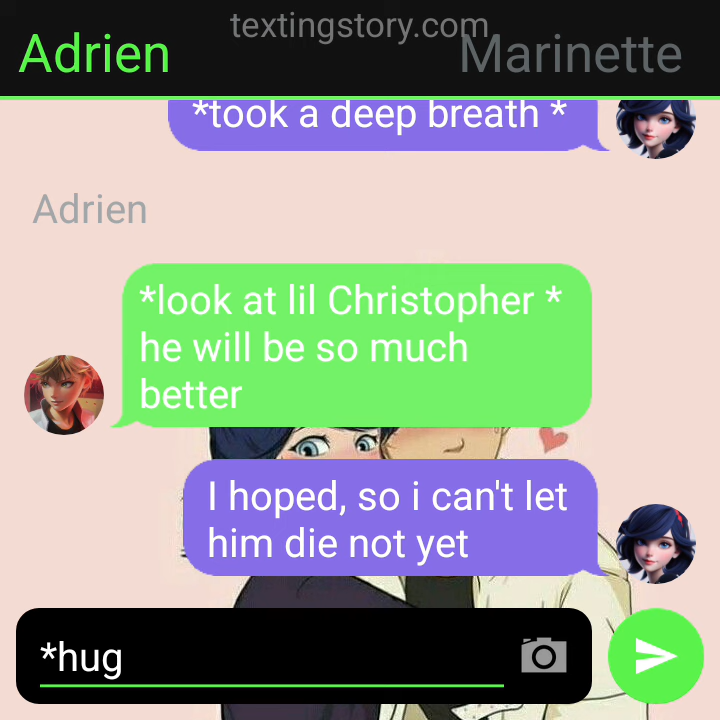 textingstory.com
Adrien
Marinette
*took a deep breath *
Adrien
*look at lil Christopher *
he will be so much
better
I hoped, so i can't let
him die not yet
*hug